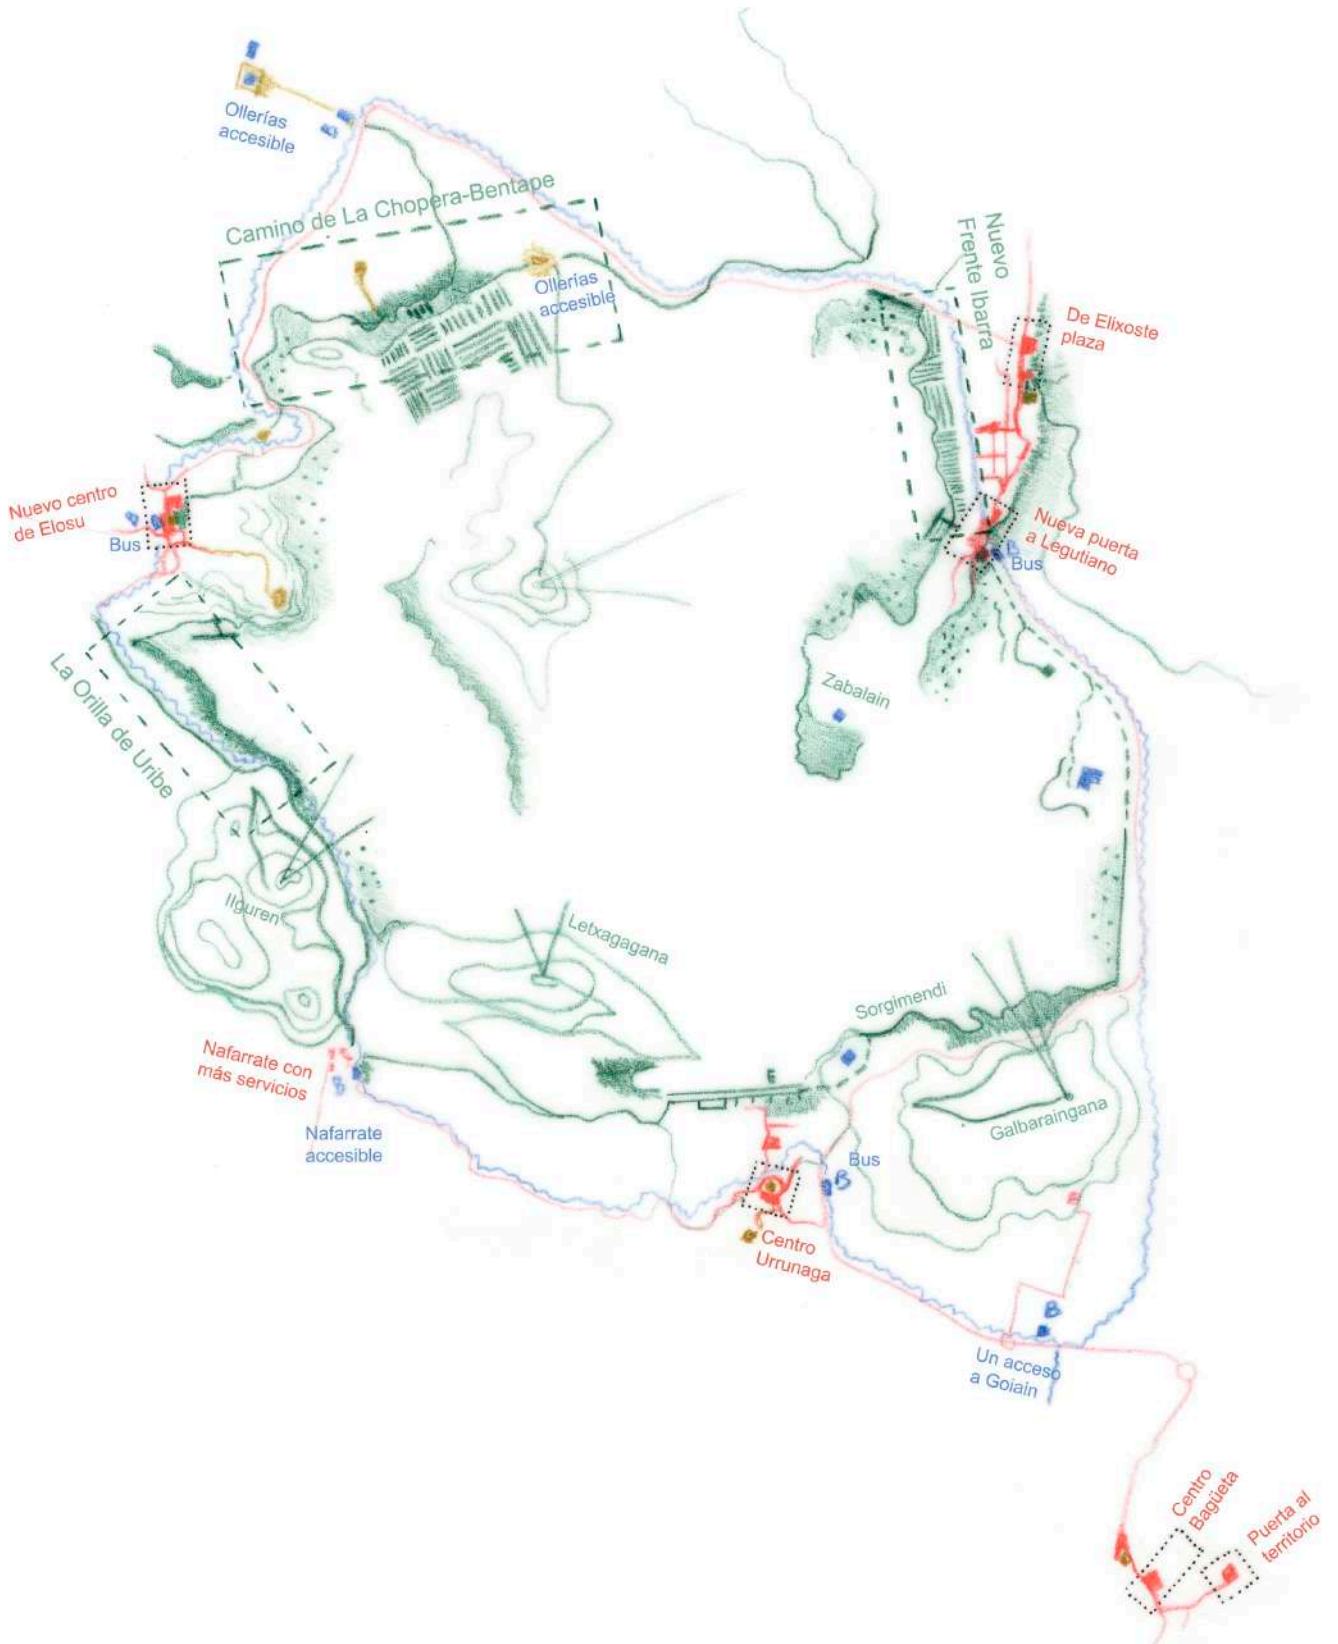 Ollerías
accesible
Camino de La Chopera-Bentape
Ollerías
accesible
Nuevo
Frente Ibarra
De Elixoste
plaza
Nuevo centro
de Elosu
Bus
Nueva puerta
a Legutiano
B
Bus
La Orilla de Uribe
Zabalain
Ilguren
Letxagagana
Sorgimendi
Galbaraingana
Nafarrate con
más servicios
B
Nafarrate
accesible
Bus
B
Centro
Urrunaga
B
Un acceso
a Goiain
Centro
Bagüeta
Puerta al
territorio